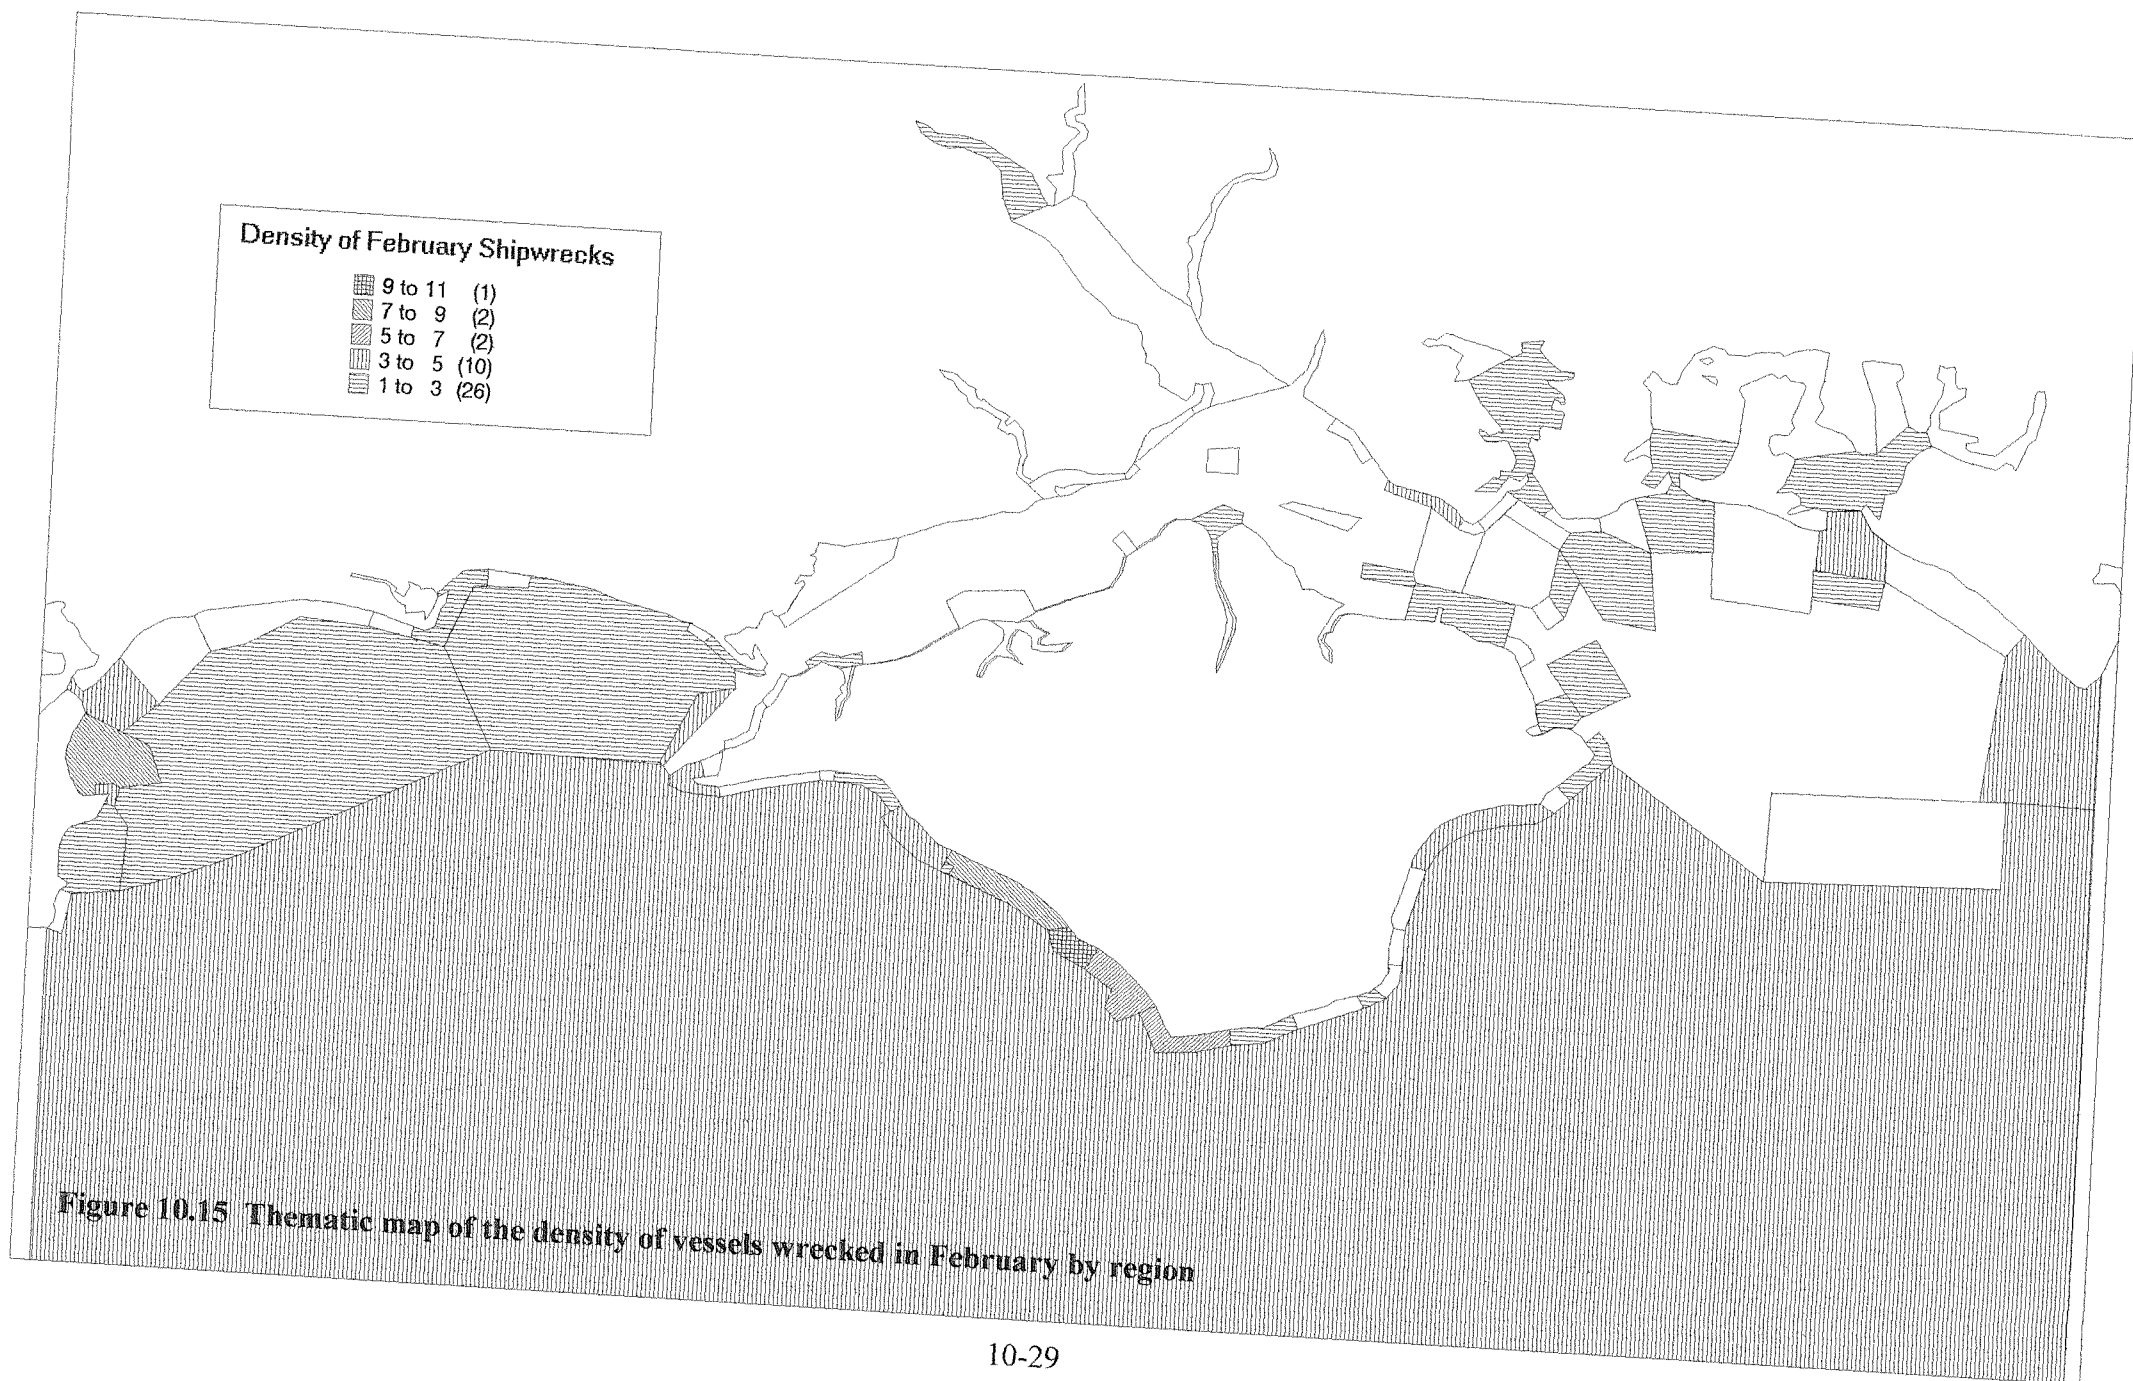 Density of February Shipwrecks
9 to 11 (1)
7 to 9 (2)
5 to 7 (2)
3 to 5 (10)
1 to 3 (26)
Figure 10.15 Thematic map of the density of vessels wrecked in February by region
10-29